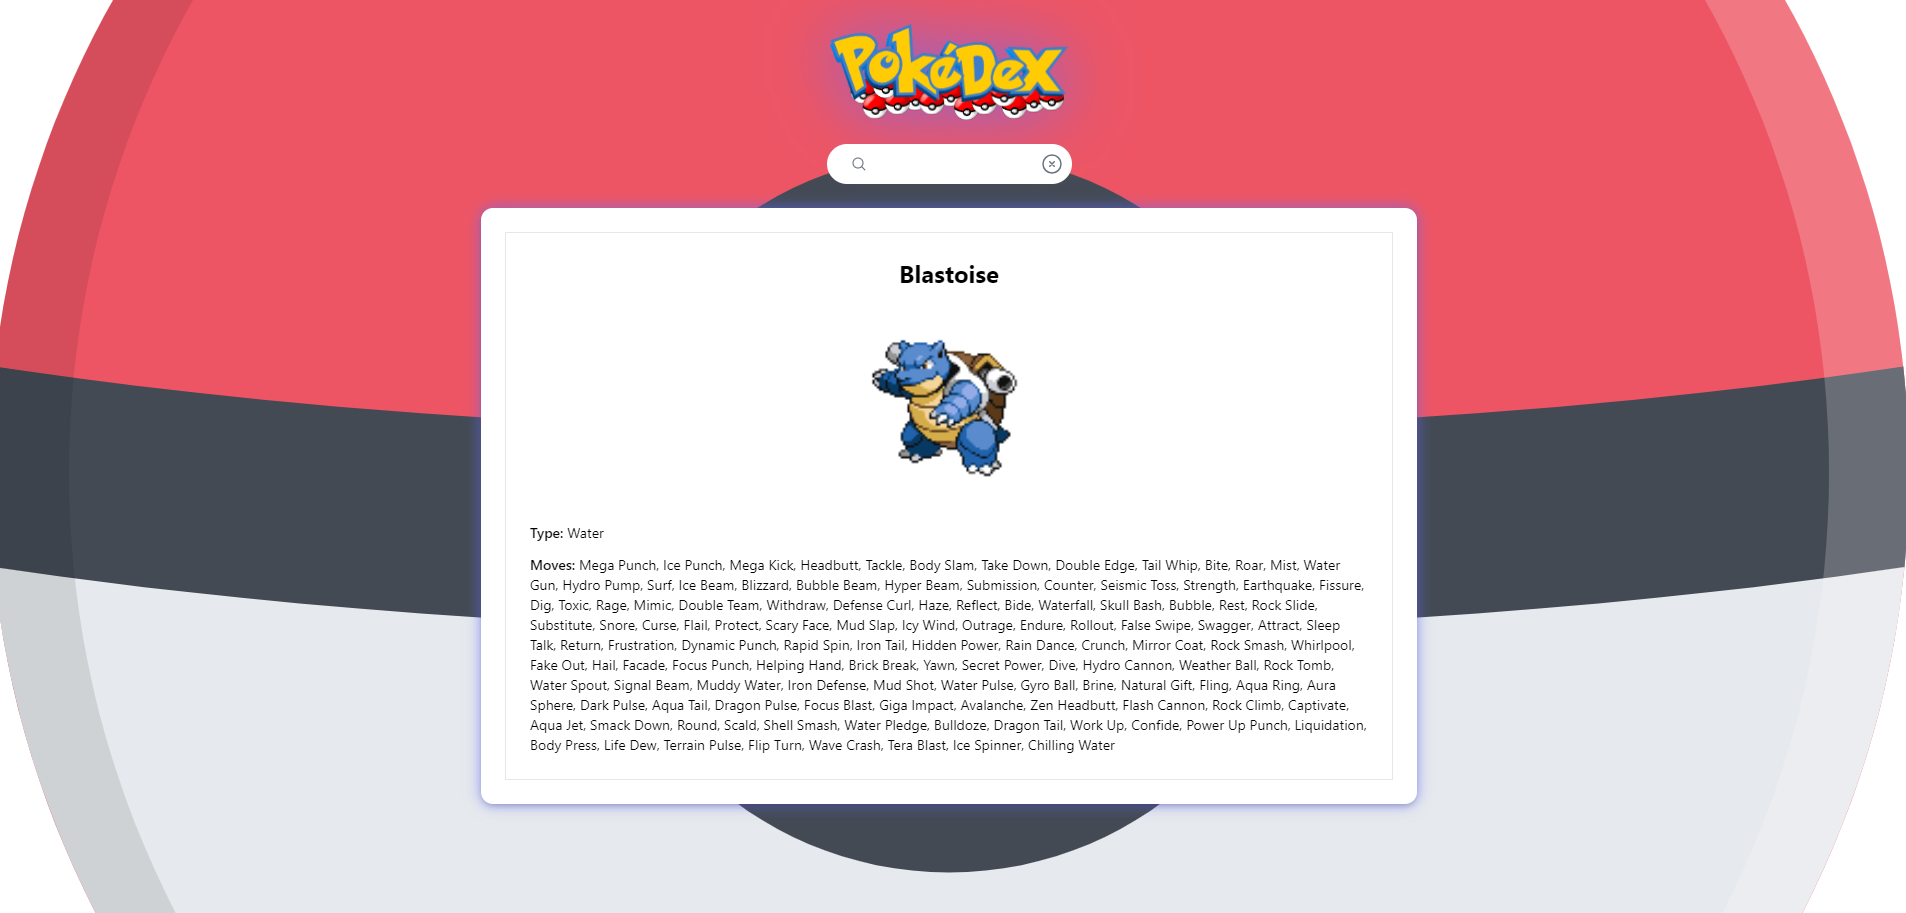 PokéDex
Blastoise
Type: Water
Moves: Mega Punch, Ice Punch, Mega Kick, Headbutt, Tackle, Body Slam, Take Down, Double Edge, Tail Whip, Bite, Roar, Mist, Water
Gun, Hydro Pump, Surf, Ice Beam, Blizzard, Bubble Beam, Hyper Beam, Submission, Counter, Seismic Toss, Strength, Earthquake, Fissure,
Dig, Toxic, Rage, Mimic, Double Team, Withdraw, Defense Curl, Haze, Reflect, Bide, Waterfall, Skull Bash, Bubble, Rest, Rock Slide,
Substitute, Snore, Curse, Flail, Protect, Scary Face, Mud Slap, Icy Wind, Outrage, Endure, Rollout, False Swipe, Swagger, Attract, Sleep
Talk, Return, Frustration, Dynamic Punch, Rapid Spin, Iron Tail, Hidden Power, Rain Dance, Crunch, Mirror Coat, Rock Smash, Whirlpool,
Fake Out, Hail, Facade, Focus Punch, Helping Hand, Brick Break, Yawn, Secret Power, Dive, Hydro Cannon, Weather Ball, Rock Tomb,
Water Spout, Signal Beam, Muddy Water, Iron Defense, Mud Shot, Water Pulse, Gyro Ball, Brine, Natural Gift, Fling, Aqua Ring, Aura
Sphere, Dark Pulse, Aqua Tail, Dragon Pulse, Focus Blast, Giga Impact, Avalanche, Zen Headbutt, Flash Cannon, Rock Climb, Captivate,
Aqua Jet, Smack Down, Round, Scald, Shell Smash, Water Pledge, Bulldoze, Dragon Tail, Work Up, Confide, Power Up Punch, Liquidation,
Body Press, Life Dew, Terrain Pulse, Flip Turn, Wave Crash, Tera Blast, Ice Spinner, Chilling Water